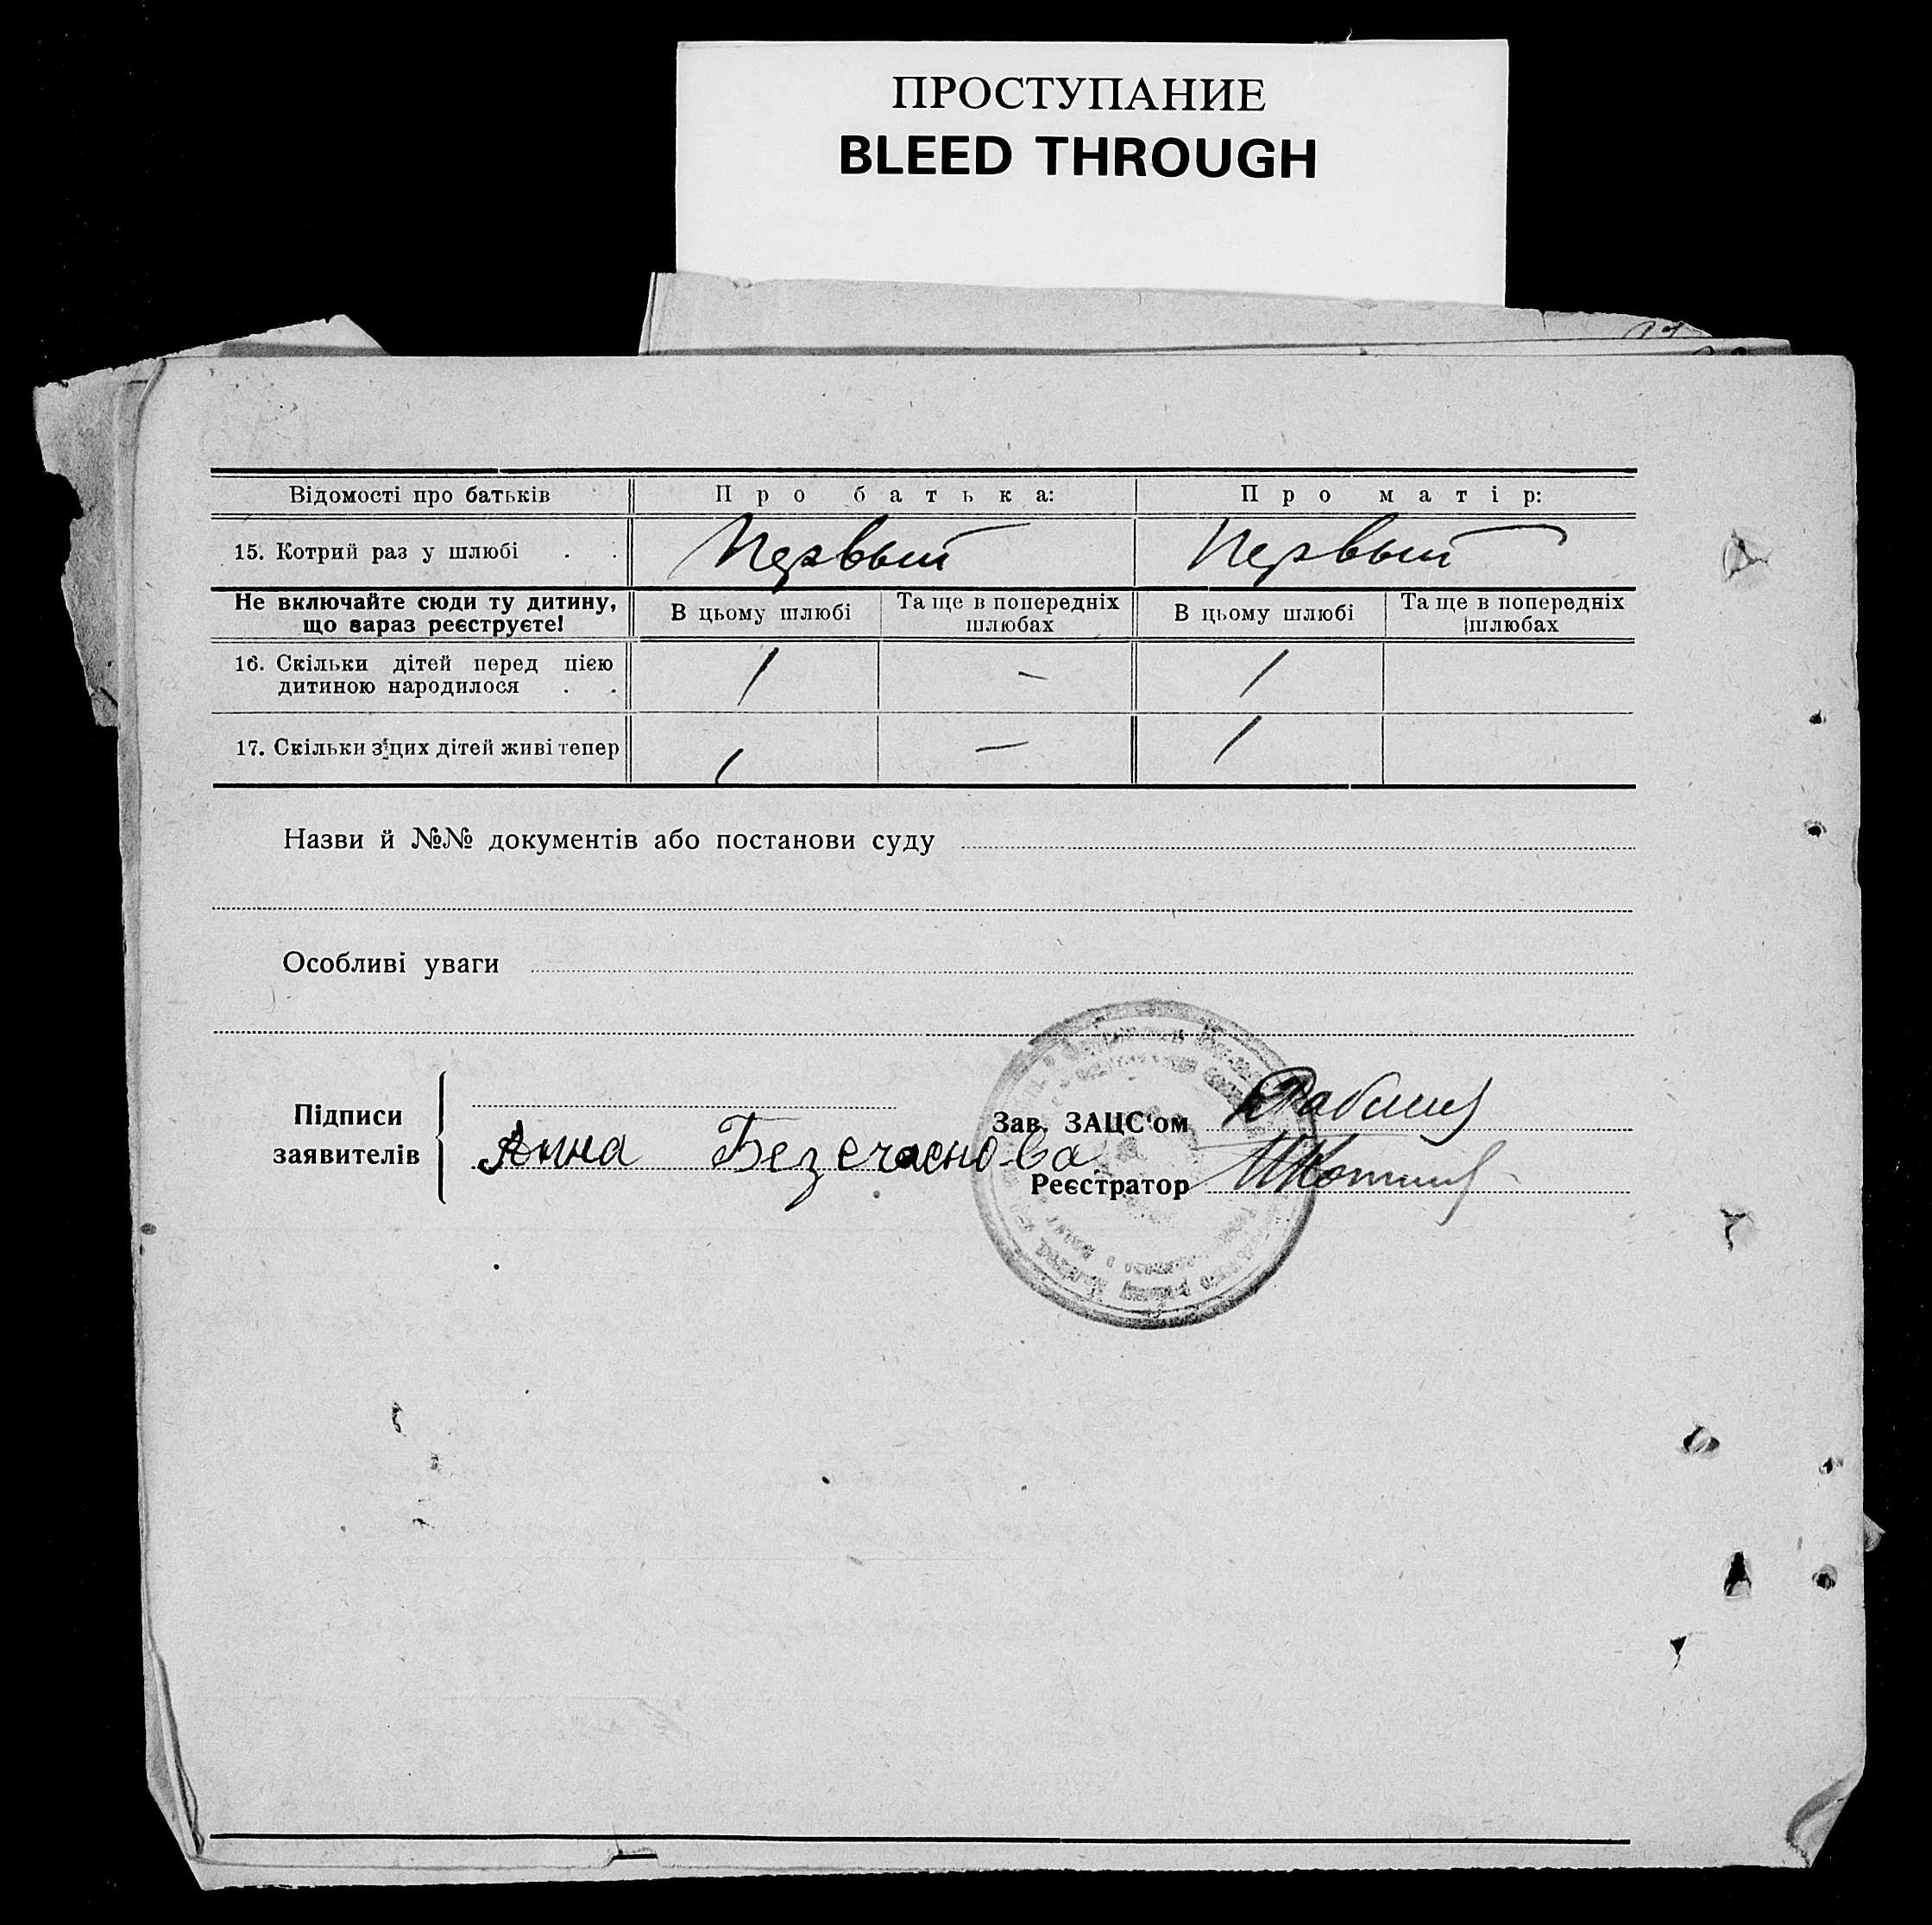 ПРОСТУПАНИЕ
BLEED THROUGH
Відомості про батьків Про батька: Про матір:
15. Котрий раз у шлюбі . . Первый Первый
Не включайте сюди ту дитину, що вараз реєструєте! В цьому шлюбі Та ще в попередніх шлюбах В цьому шлюбі Та ще в попередніх шлюбах
16. Скільки дітей перед цією дитиною народилося . . 1 — 1
17. Скільки з цих дітей живі тепер 1 — 1
Назви й №№ документів або постанови суду
Особливі уваги
Підписи заявителів
Анна Безсчаснова
Зав. ЗАЦС'ом
Реєстратор